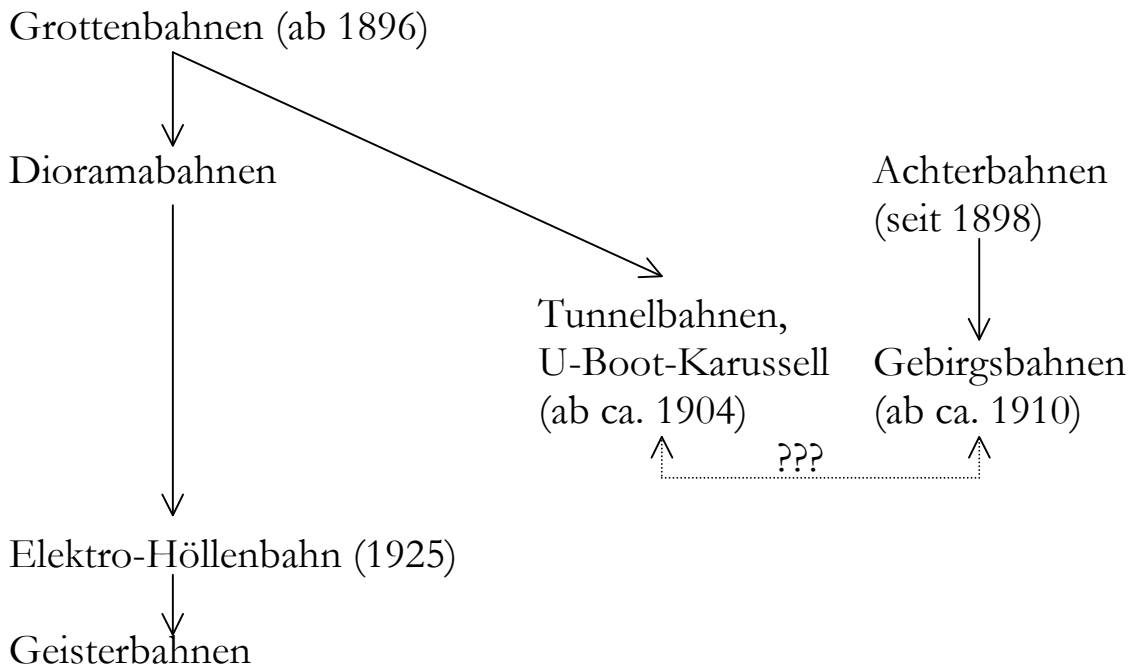 Grottenbahnen (ab 1896)
Dioramabahnen
Achterbahnen
(seit 1898)
Tunnelbahnen,
U-Boot-Karussell
(ab ca. 1904)
Gebirgsbahnen
(ab ca. 1910)
???
Elektro-Höllenbahn (1925)
Geisterbahnen